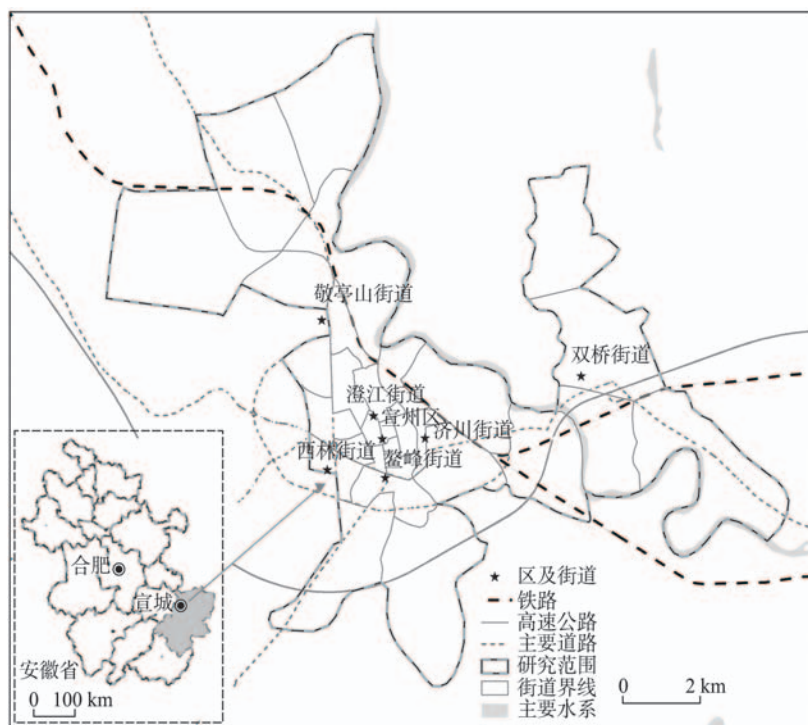 敬亭山街道
双桥街道
澄江街道
宣州区
济川街道
西林街道
鳌峰街道
合肥
宣城
安徽省
0 100 km
区及街道
铁路
高速公路
主要道路
研究范围
街道界线
主要水系
0 2 km